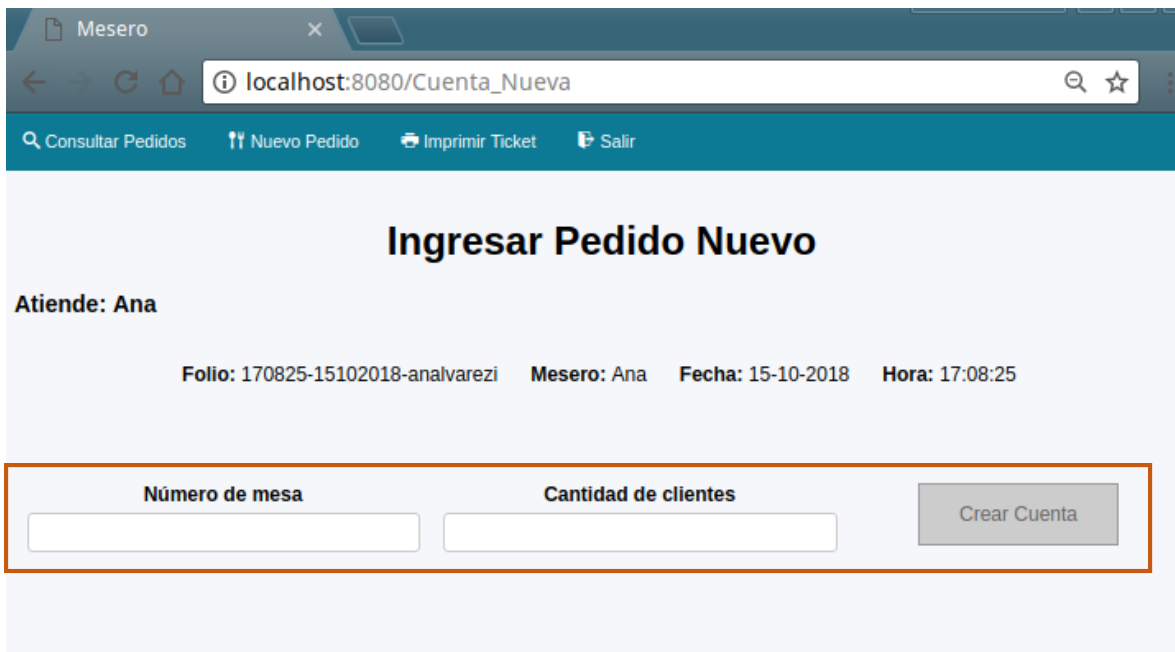 Mesero
localhost:8080/Cuenta_Nueva
Consultar Pedidos Nuevo Pedido Imprimir Ticket Salir
Ingresar Pedido Nuevo
Atiende: Ana
Folio: 170825-15102018-analvarezi Mesero: Ana Fecha: 15-10-2018 Hora: 17:08:25
Número de mesa Cantidad de clientes
Crear Cuenta